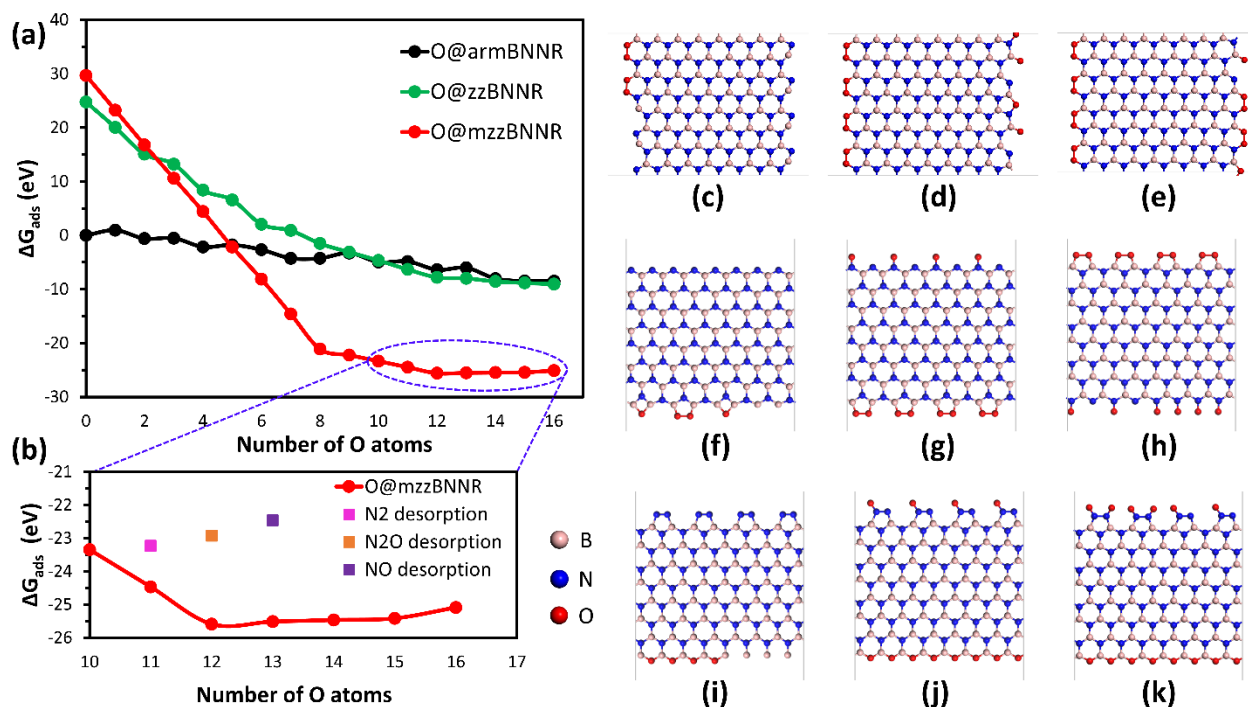 (a)
40
30
20
10
0
-10
-20
-30
ΔGads (eV)
O@armBNNR
O@zzBNNR
O@mzzBNNR
0 2 4 6 8 10 12 14 16
Number of O atoms
(b)
-21
-22
-23
-24
-25
-26
ΔGads (eV)
O@mzzBNNR
N2 desorption
N2O desorption
NO desorption
10 11 12 13 14 15 16 17
Number of O atoms
(c) (d) (e)
(f) (g) (h)
B
N
O
(i) (j) (k)